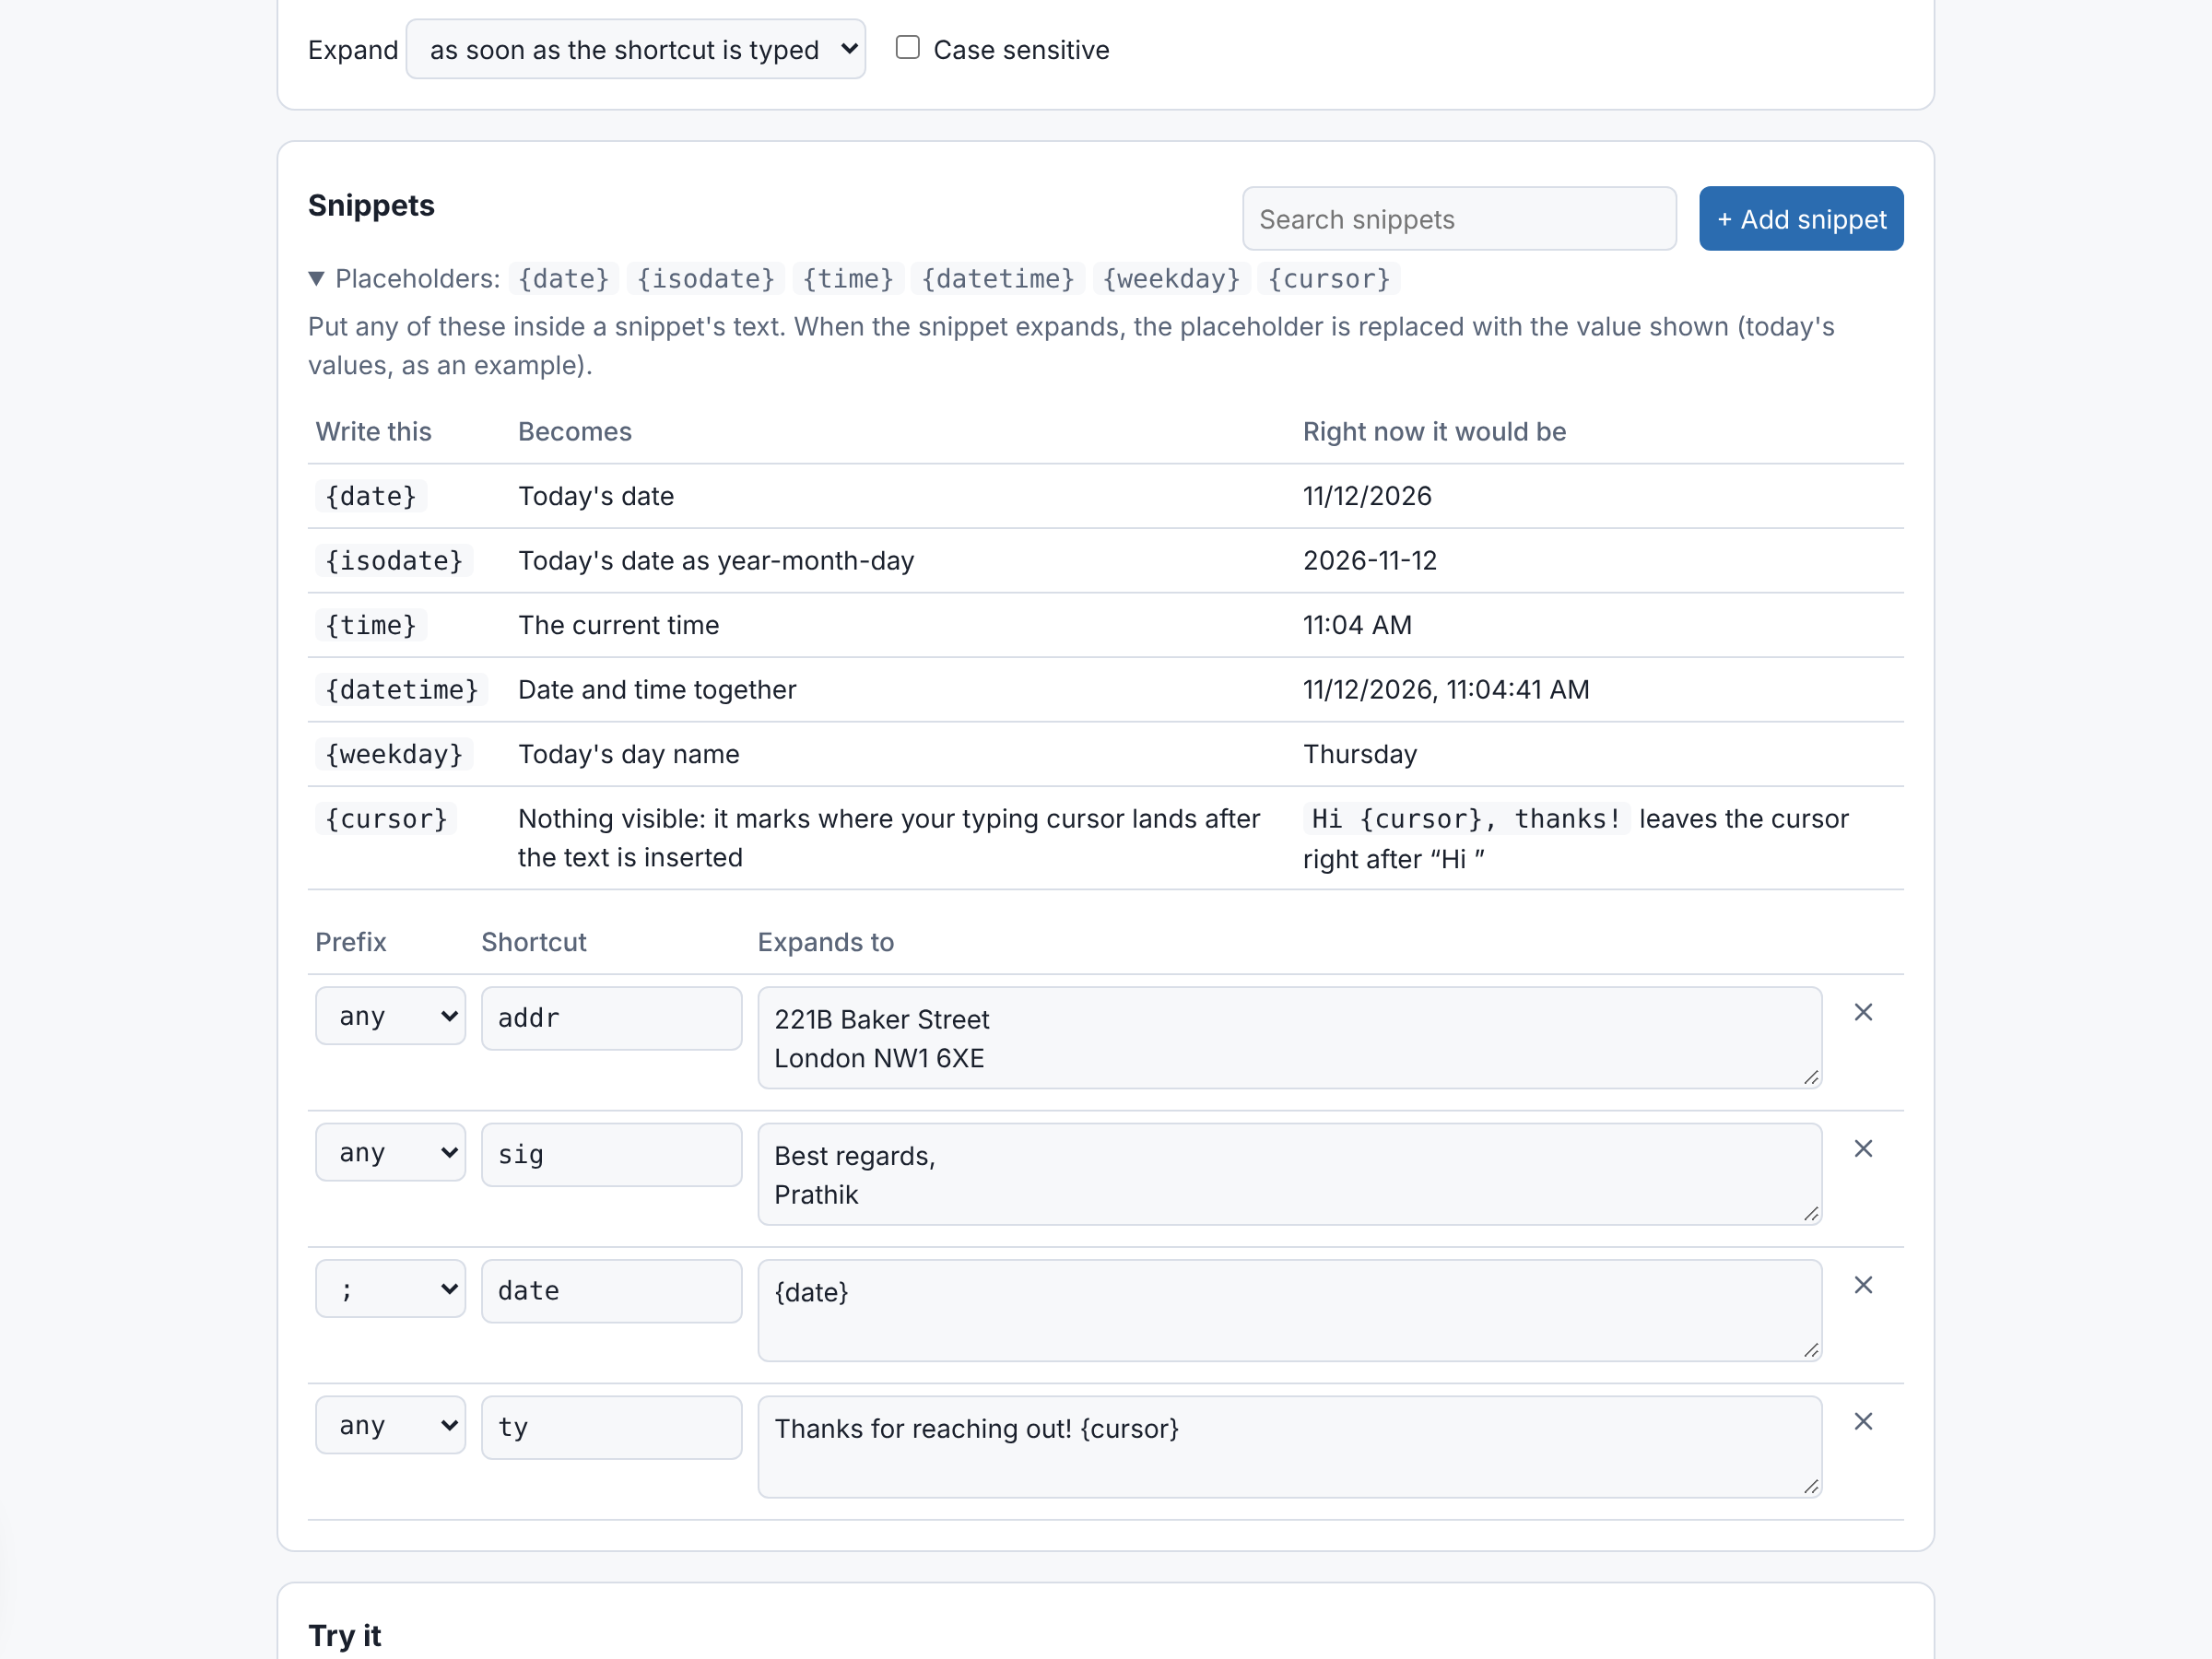 Expand as soon as the shortcut is typed Case sensitive
Snippets
Search snippets
+ Add snippet
▼ Placeholders: {date} {isodate} {time} {datetime} {weekday} {cursor}
Put any of these inside a snippet's text. When the snippet expands, the placeholder is replaced with the value shown (today's
values, as an example).
Write this Becomes Right now it would be
{date} Today's date 11/12/2026
{isodate} Today's date as year-month-day 2026-11-12
{time} The current time 11:04 AM
{datetime} Date and time together 11/12/2026, 11:04:41 AM
{weekday} Today's day name Thursday
{cursor} Nothing visible: it marks where your typing cursor lands after
the text is inserted
Hi {cursor}, thanks! leaves the cursor
right after “Hi ”
Prefix Shortcut Expands to
any addr 221B Baker Street
London NW1 6XE
any sig Best regards,
Prathik
; date {date}
any ty Thanks for reaching out! {cursor}
Try it